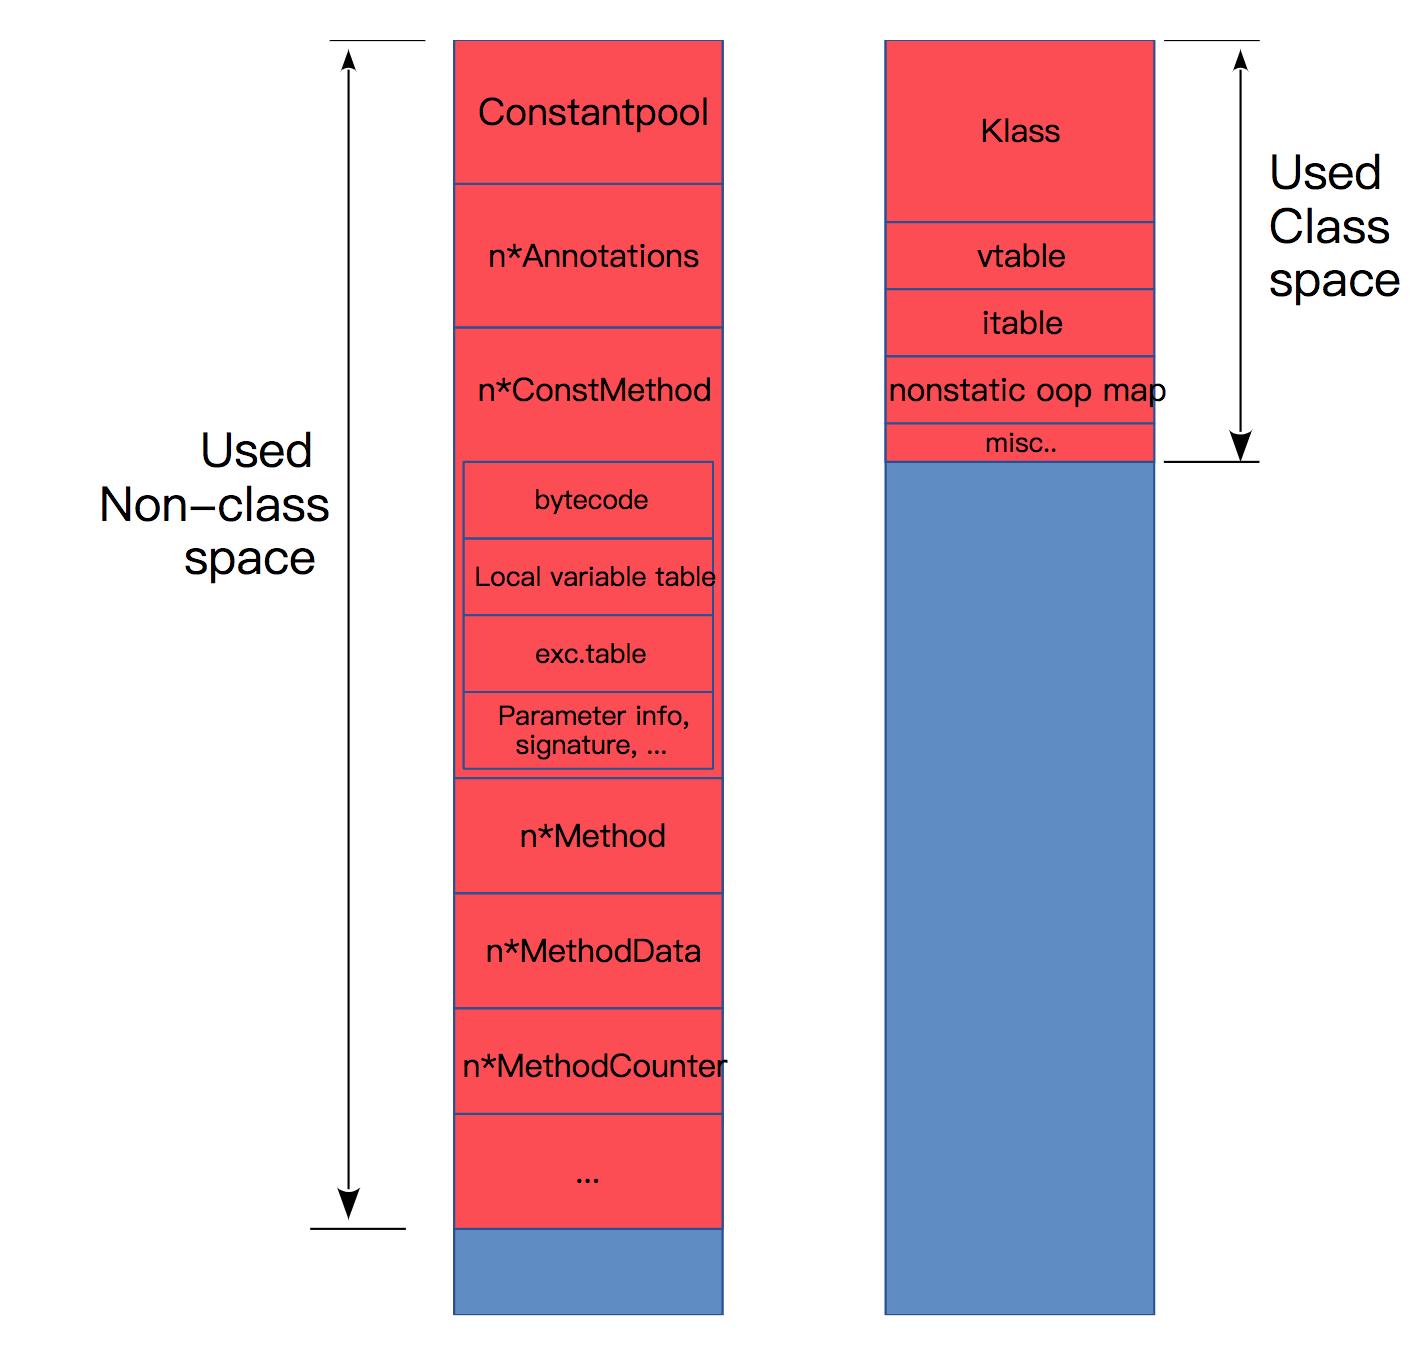 Used
Non–class
space
Constantpool
n*Annotations
n*ConstMethod
bytecode
Local variable table
exc.table
Parameter info,
signature, ...
n*Method
n*MethodData
n*MethodCounter
...
Klass
vtable
itable
nonstatic oop map
misc..
Used
Class
space